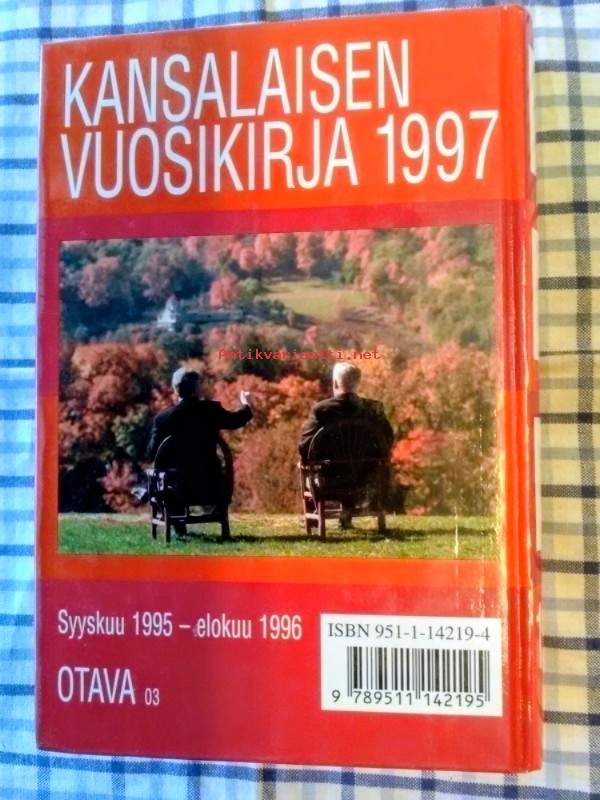 KANSALAISEN
VUOSIKIRJA 1997
Antikvariaatti.net
Syyskuu 1995 – elokuu 1996
OTAVA 03
ISBN 951-1-14219-4
9 789511 142195